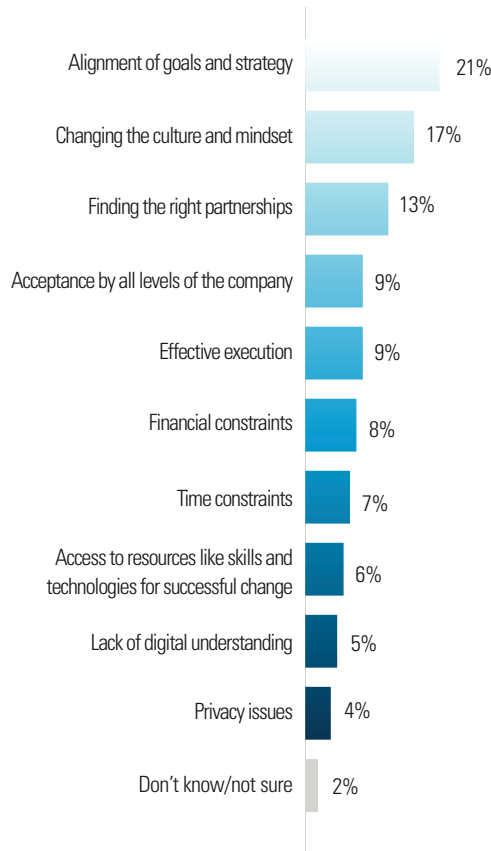 Alignment of goals and strategy 21%
Changing the culture and mindset 17%
Finding the right partnerships 13%
Acceptance by all levels of the company 9%
Effective execution 9%
Financial constraints 8%
Time constraints 7%
Access to resources like skills and
technologies for successful change 6%
Lack of digital understanding 5%
Privacy issues 4%
Don't know/not sure 2%